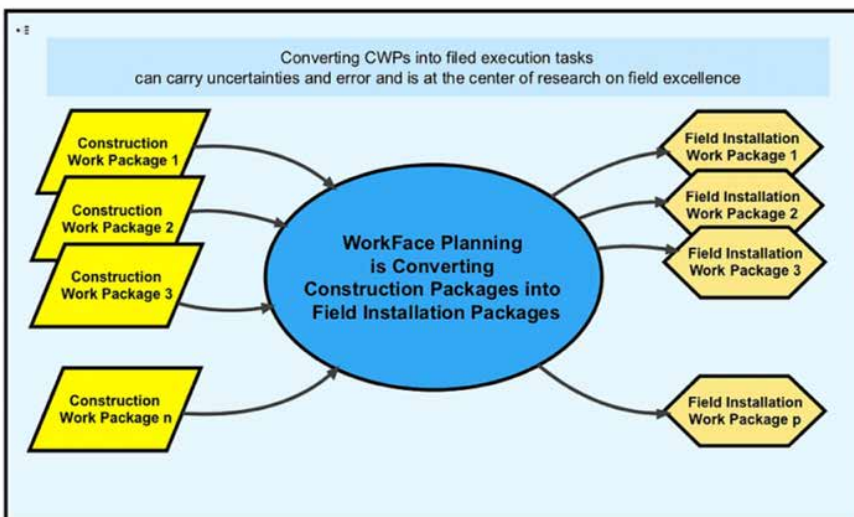 Converting CWPs into filed execution tasks
can carry uncertainties and error and is at the center of research on field excellence
Construction
Work Package 1
Construction
Work Package 2
Construction
Work Package 3
Construction
Work Package n
WorkFace Planning
is Converting
Construction Packages into
Field Installation Packages
Field Installation
Work Package 1
Field Installation
Work Package 2
Field Installation
Work Package 3
Field Installation
Work Package p